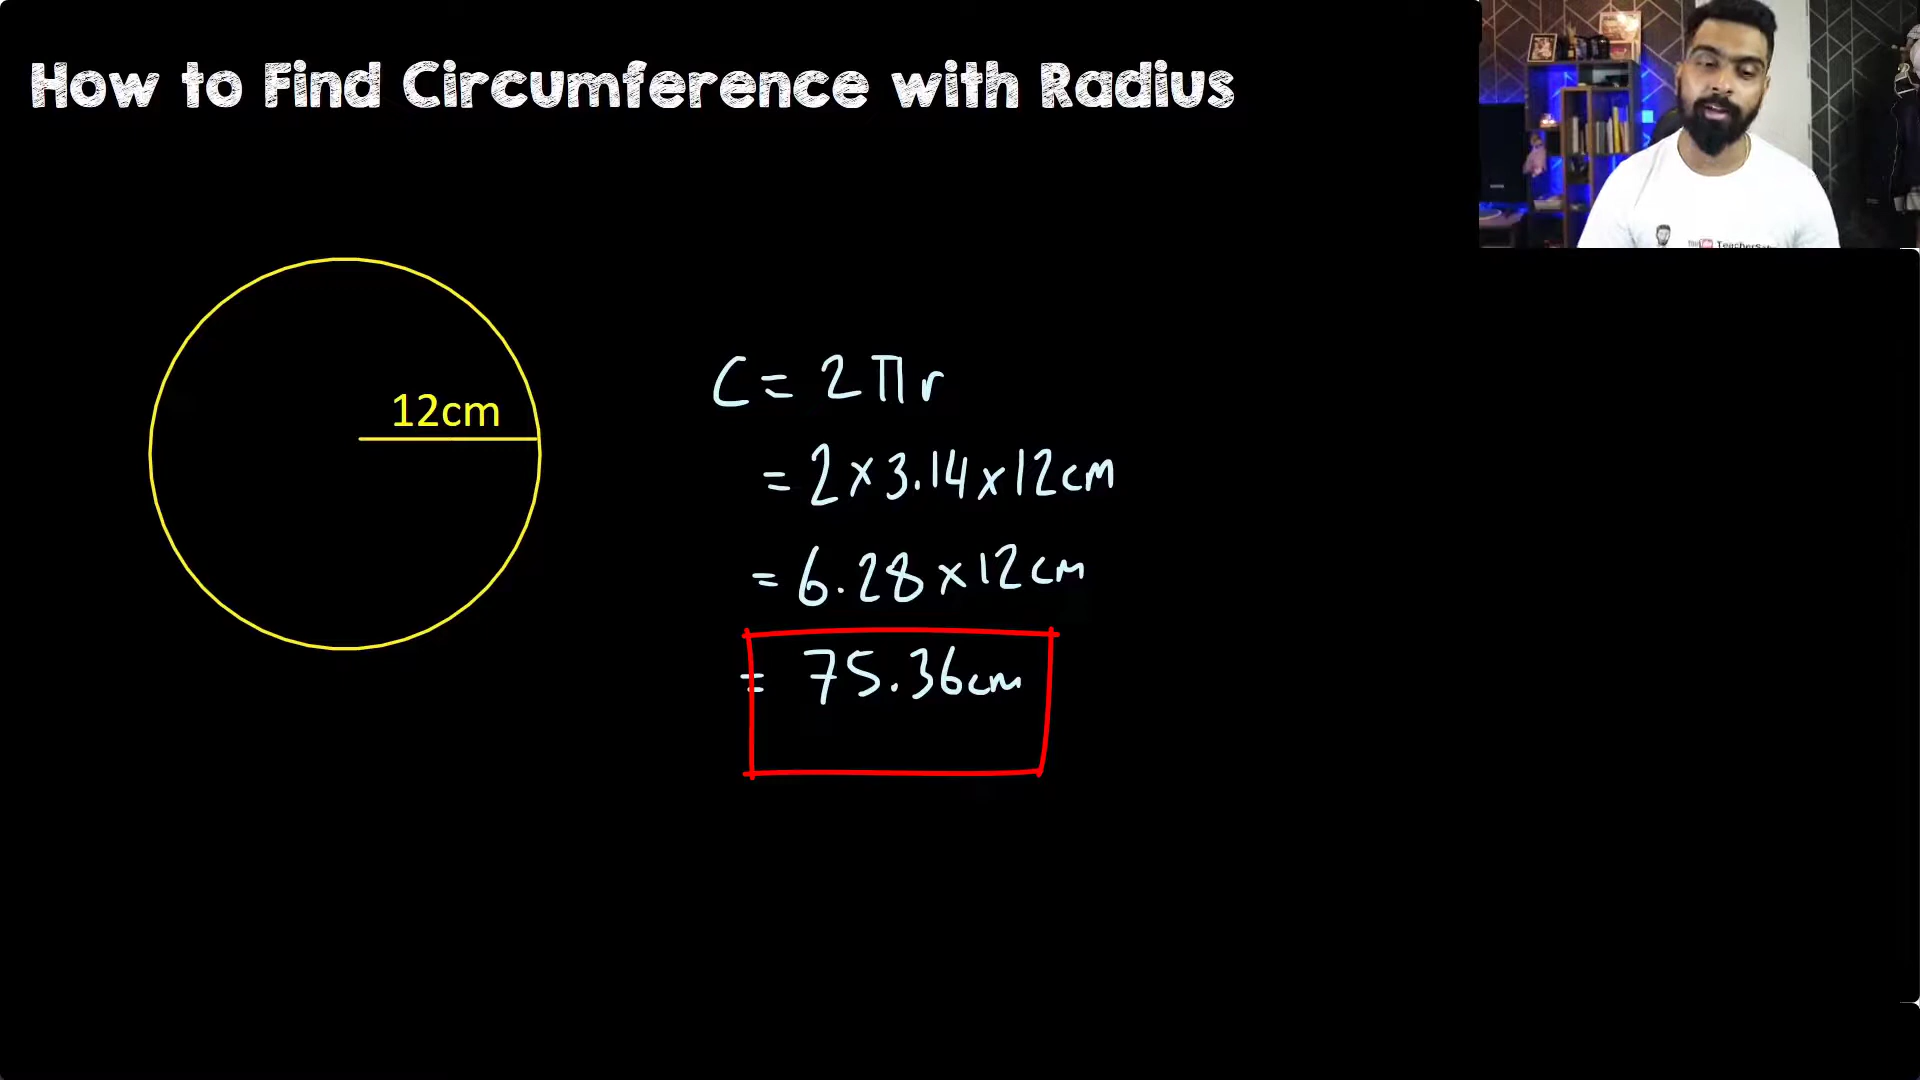 How to Find Circumference with Radius
12cm
C = 2πr
= 2 x 3.14 x 12cm
= 6.28 x 12cm
= 75.36cm